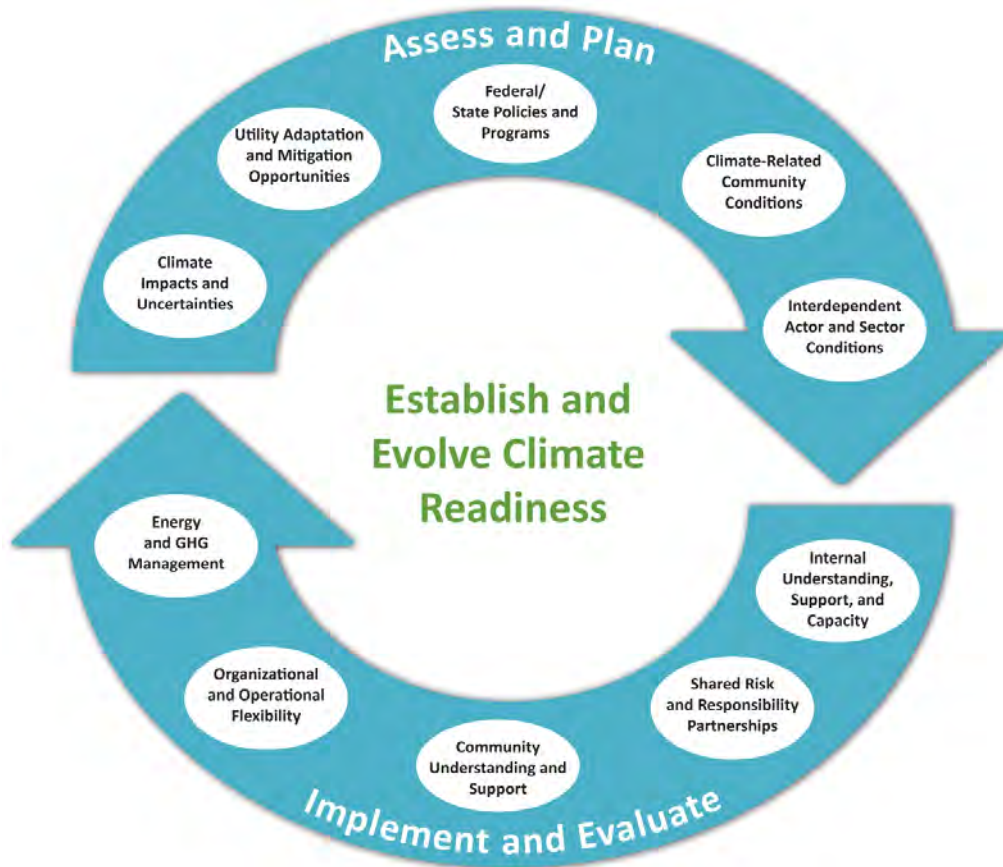 Assess and Plan
Federal/
State Policies and
Programs
Utility Adaptation
and Mitigation
Opportunities
Climate-Related
Community
Conditions
Climate
Impacts and
Uncertainties
Interdependent
Actor and Sector
Conditions
Establish and
Evolve Climate
Readiness
Energy
and GHG
Management
Internal
Understanding,
Support, and
Capacity
Organizational
and Operational
Flexibility
Shared Risk
and Responsibility
Partnerships
Community
Understanding and
Support
Implement and Evaluate